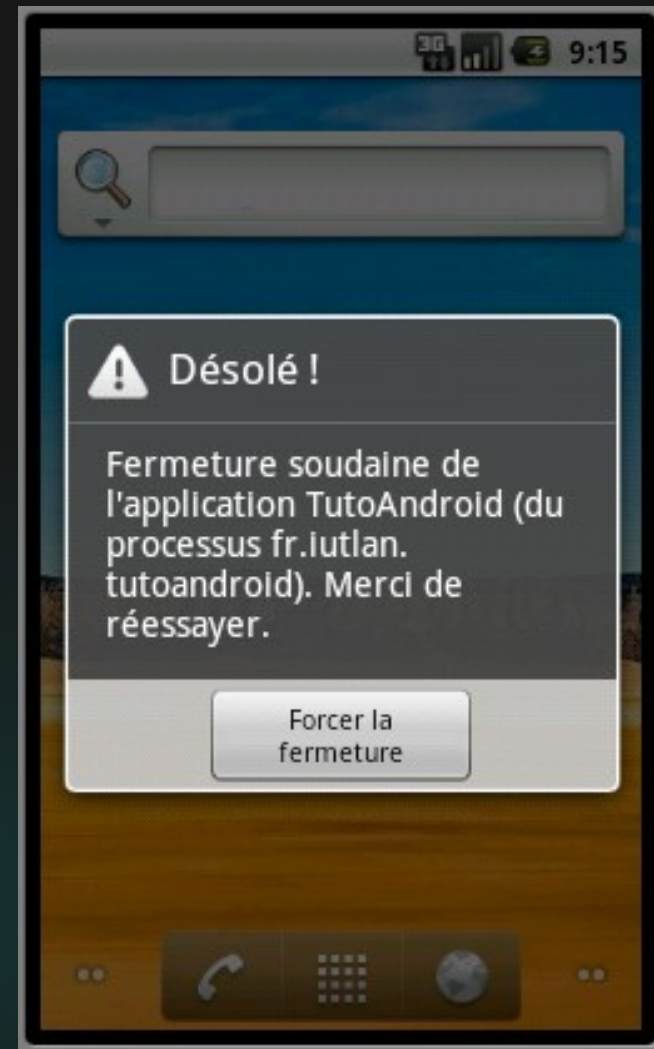 3G 9:15
Désolé !
Fermeture soudaine de
l'application TutoAndroid (du
processus fr.iutlan.
tutoandroid). Merci de
réessayer.
Forcer la
fermeture